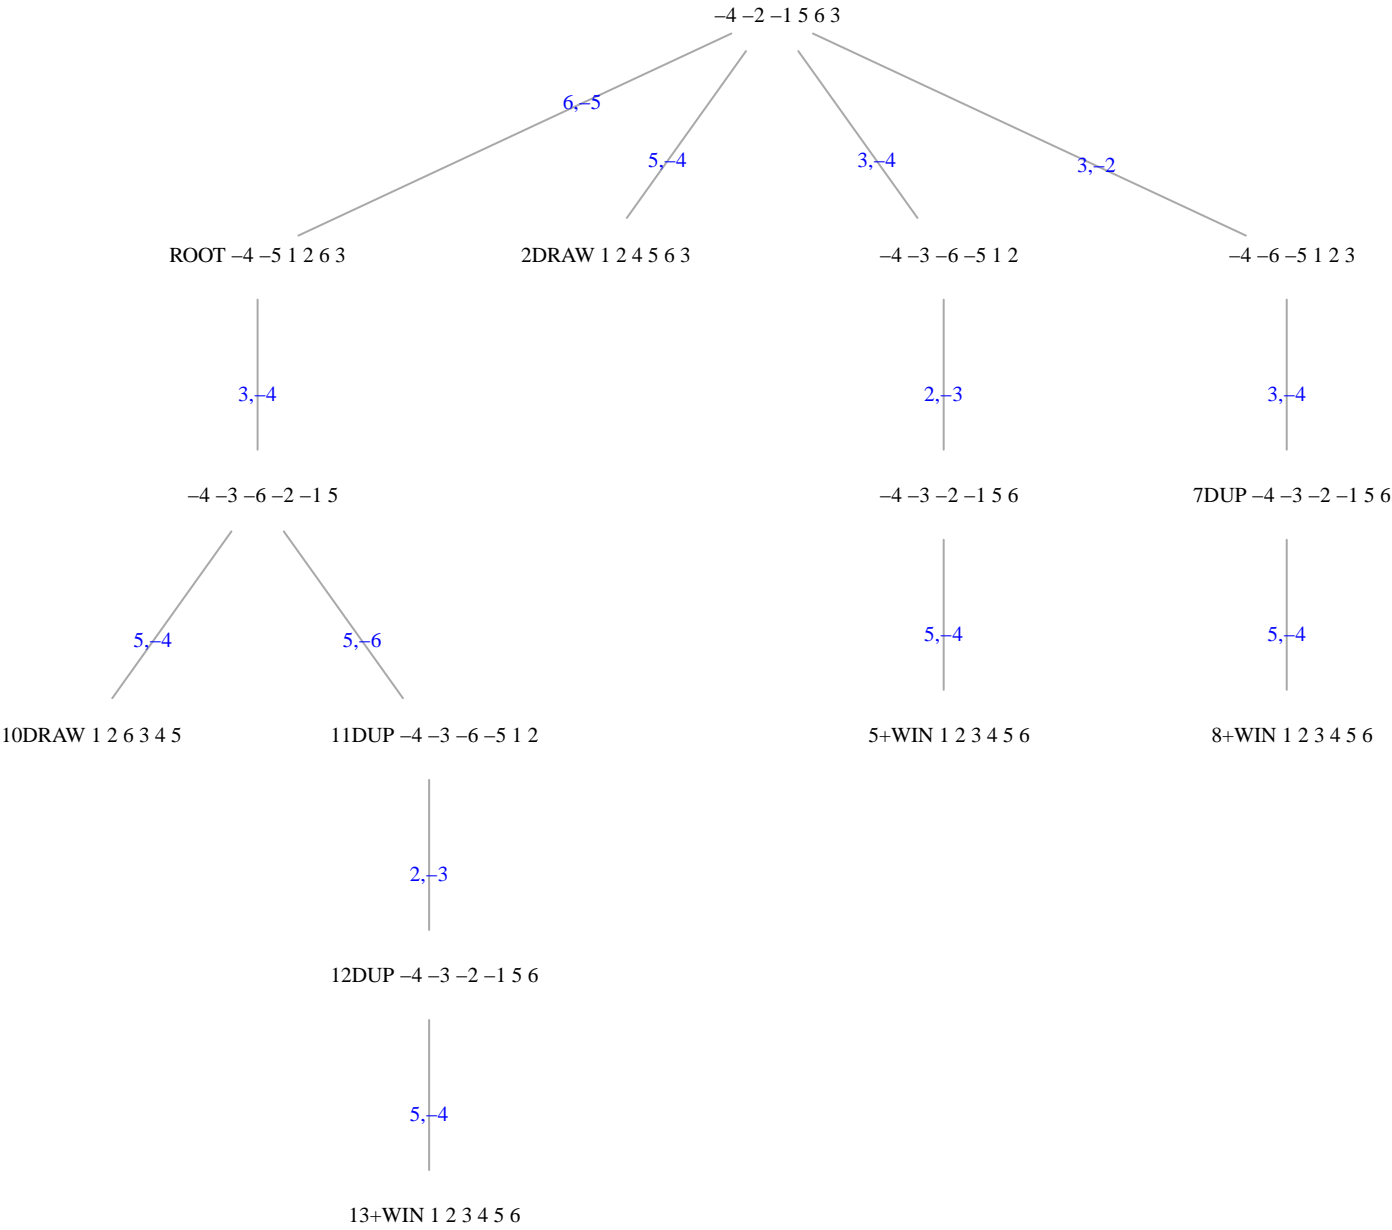 –4 –2 –1 5 6 3
6,–5
5,–4
3,–4
3,–2
ROOT –4 –5 1 2 6 3
2DRAW 1 2 4 5 6 3
–4 –3 –6 –5 1 2
–4 –6 –5 1 2 3
3,–4
2,–3
3,–4
–4 –3 –6 –2 –1 5
–4 –3 –2 –1 5 6
7DUP –4 –3 –2 –1 5 6
5,–4
5,–6
5,–4
5,–4
10DRAW 1 2 6 3 4 5
11DUP –4 –3 –6 –5 1 2
5+WIN 1 2 3 4 5 6
8+WIN 1 2 3 4 5 6
2,–3
12DUP –4 –3 –2 –1 5 6
5,–4
13+WIN 1 2 3 4 5 6